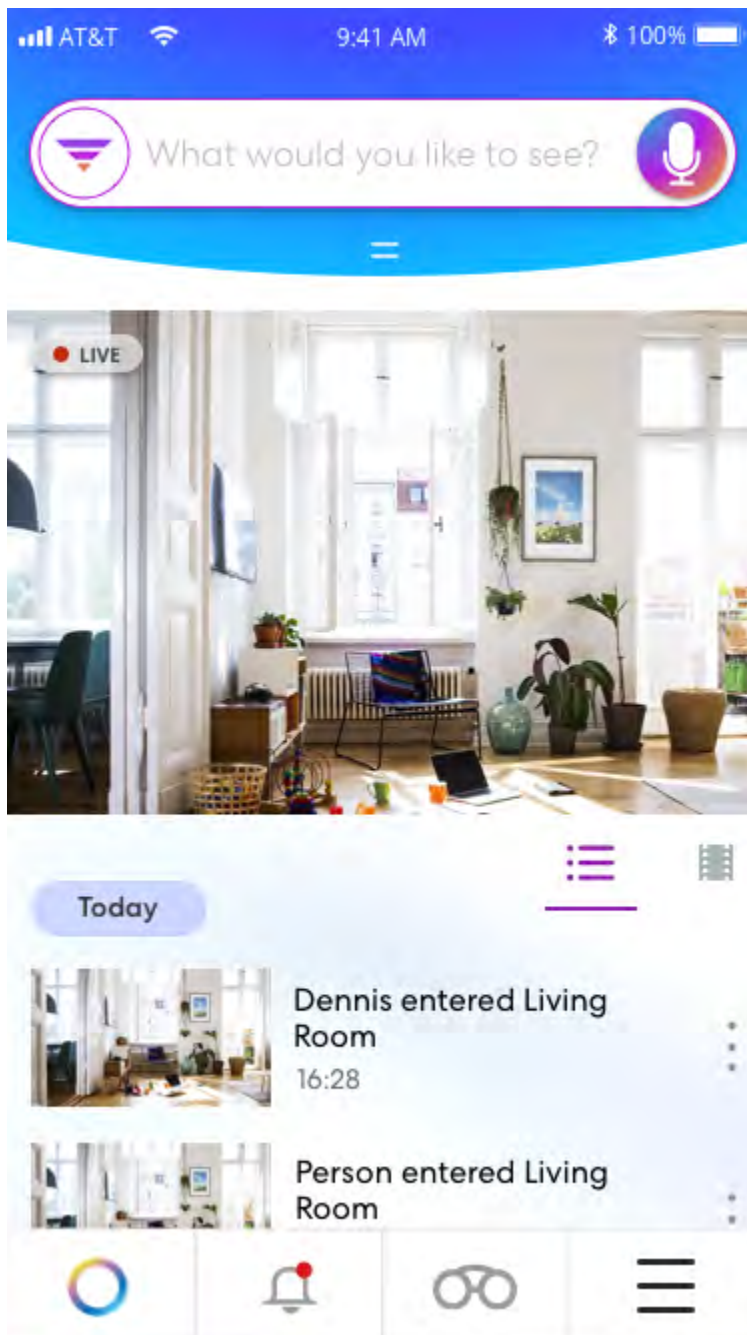 AT&T
9:41 AM
100%
What would you like to see?
LIVE
Today
Dennis entered Living
Room
16:28
Person entered Living
Room